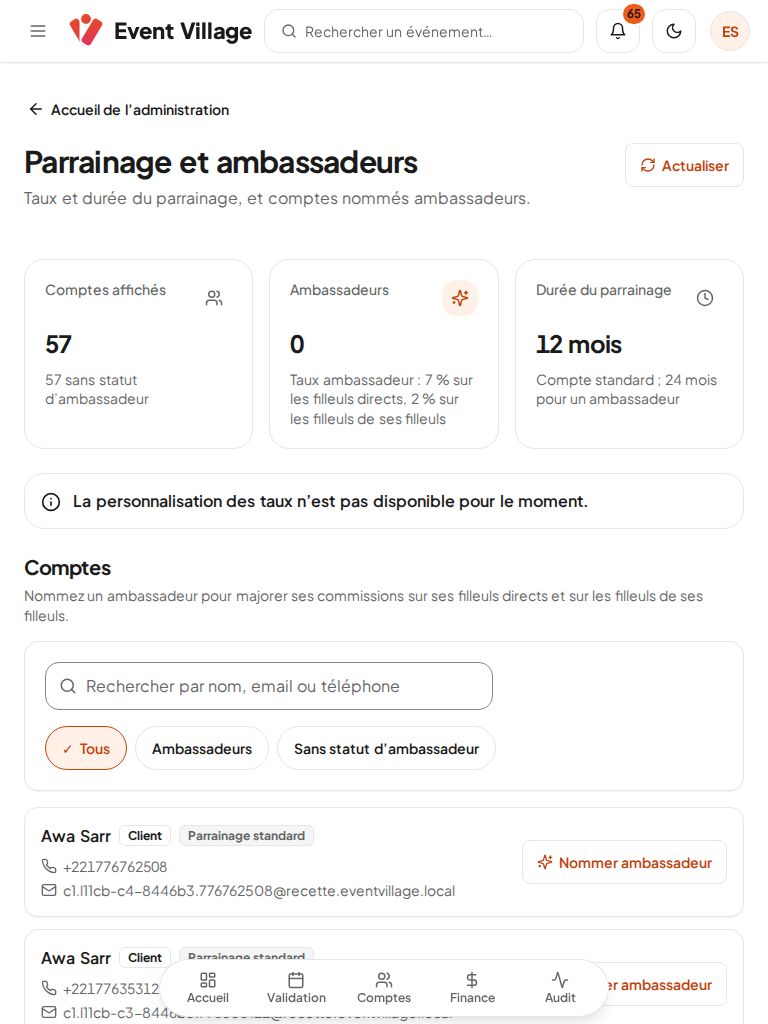 Event Village
Rechercher un événement…
65
ES
Accueil de l’administration
Parrainage et ambassadeurs
Actualiser
Taux et durée du parrainage, et comptes nommés ambassadeurs.
Comptes affichés
57
57 sans statut
d’ambassadeur
Ambassadeurs
0
Taux ambassadeur : 7 % sur
les filleuls directs, 2 % sur
les filleuls de ses filleuls
Durée du parrainage
12 mois
Compte standard ; 24 mois
pour un ambassadeur
La personnalisation des taux n’est pas disponible pour le moment.
Comptes
Nommez un ambassadeur pour majorer ses commissions sur ses filleuls directs et sur les filleuls de ses
filleuls.
Rechercher par nom, email ou téléphone
✓ Tous
Ambassadeurs
Sans statut d’ambassadeur
Awa Sarr Client Parrainage standard
+221776762508
c1.l11cb-c4-8446b3.776762508@recette.eventvillage.local
Nommer ambassadeur
Awa Sarr Client Parrainage standard
+22177635312
er ambassadeur
Accueil
Validation
Comptes
Finance
Audit